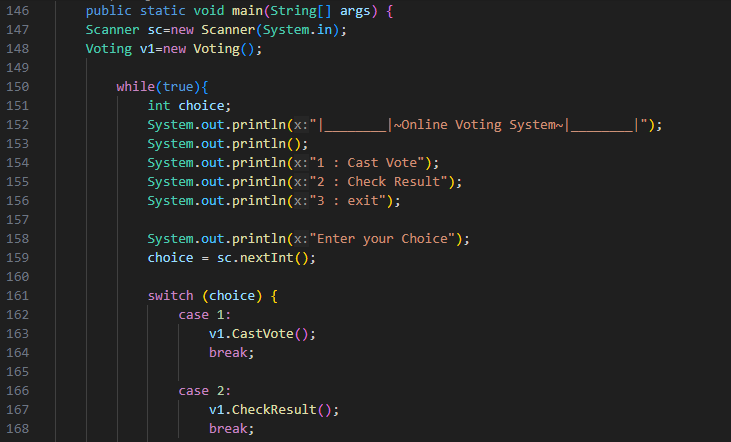 146 public static void main(String[] args) {
147 Scanner sc=new Scanner(System.in);
148 Voting v1=new Voting();
149
150 while(true){
151 int choice;
152 System.out.println(x:"|________|~Online Voting System~|________|");
153 System.out.println();
154 System.out.println(x:"1 : Cast Vote");
155 System.out.println(x:"2 : Check Result");
156 System.out.println(x:"3 : exit");
157
158 System.out.println(x:"Enter your Choice");
159 choice = sc.nextInt();
160
161 switch (choice) {
162 case 1:
163 v1.CastVote();
164 break;
165
166 case 2:
167 v1.CheckResult();
168 break;